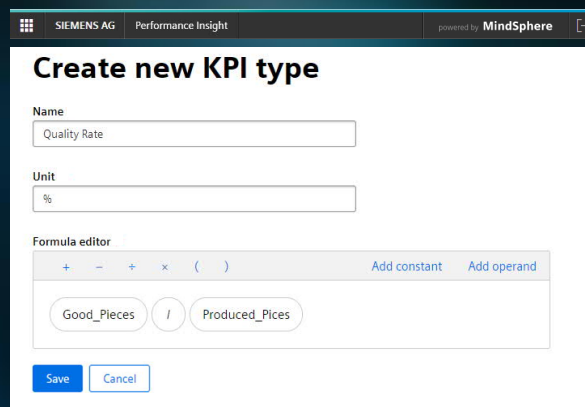 SIEMENS AG Performance Insight powered by MindSphere
Create new KPI type
Name
Quality Rate
Unit
%
Formula editor
+ − ÷ × ( ) Add constant Add operand
Good_Pieces / Produced_Pices
Save Cancel